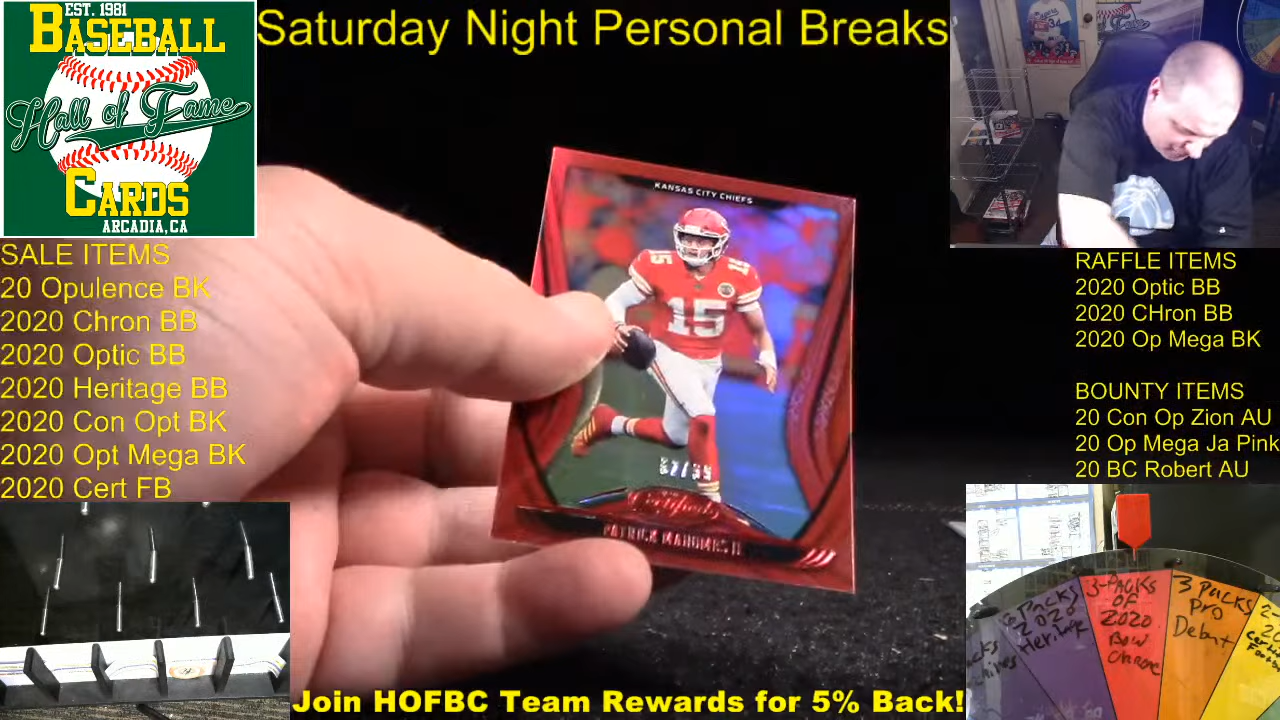 EST. 1981
BASEBALL
Hall of Fame
CARDS
ARCADIA,CA
Saturday Night Personal Breaks
SALE ITEMS
20 Opulence BK
2020 Chron BB
2020 Optic BB
2020 Heritage BB
2020 Con Opt BK
2020 Opt Mega BK
2020 Cert FB
KANSAS CITY CHIEFS
15
15
PATRICK MAHOMES II
RAFFLE ITEMS
2020 Optic BB
2020 CHron BB
2020 Op Mega BK
BOUNTY ITEMS
20 Con Op Zion AU
20 Op Mega Ja Pink
20 BC Robert AU
Packs
2020
Heritage
3-PACKS
OF
2020
BOW
CHROME
3 PACKS
PRO
Debut
Join HOFBC Team Rewards for 5% Back!